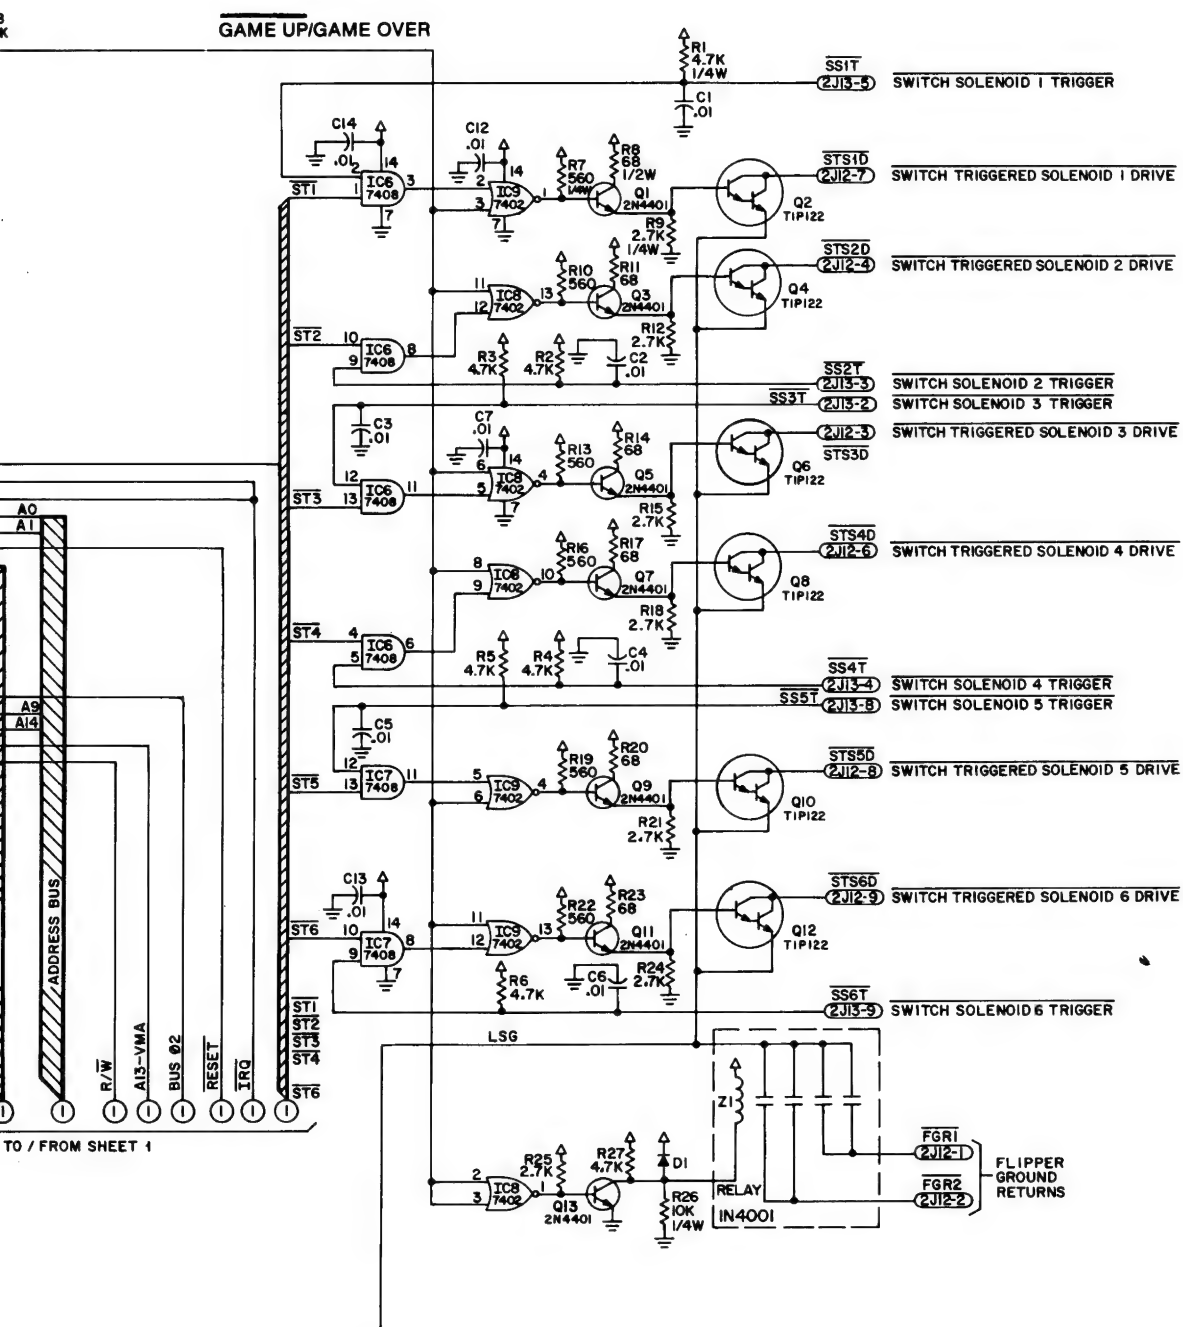 B
K
GAME UP/GAME OVER
R1
4.7K
1/4W
C1
.01
SS1T
2J13-5 SWITCH SOLENOID 1 TRIGGER
C14
.01
14
2
1
IC6
7408
3
7
ST1
C12
.01
14
2
3
IC9
7402
1
7
R7
560
1/4W
R8
68
1/2W
Q1
2N4401
R9
2.7K
1/4W
Q2
TIP122
STS1D
2J12-7 SWITCH TRIGGERED SOLENOID 1 DRIVE
STS2D
2J12-4 SWITCH TRIGGERED SOLENOID 2 DRIVE
11
12
IC8
7402
13
R10
560
R11
68
Q3
2N4401
R12
2.7K
Q4
TIP122
ST2
10
9
IC6
7408
8
R3
4.7K
R2
4.7K
C2
.01
SS2T
2J13-3 SWITCH SOLENOID 2 TRIGGER
SS3T 2J13-2 SWITCH SOLENOID 3 TRIGGER
2J12-3 SWITCH TRIGGERED SOLENOID 3 DRIVE
STS3D
C3
.01
C7
.01
14
6
5
IC8
7402
4
7
R13
560
R14
68
Q5
2N4401
R15
2.7K
Q6
TIP122
12
13
IC6
7408
11
ST3
A0
A1
STS4D
2J12-6 SWITCH TRIGGERED SOLENOID 4 DRIVE
8
9
IC8
7402
10
R16
560
R17
68
Q7
2N4401
R18
2.7K
Q8
TIP122
ST4
4
5
IC6
7408
6
R5
4.7K
R4
4.7K
C4
.01
SS4T
2J13-4 SWITCH SOLENOID 4 TRIGGER
SS5T 2J13-8 SWITCH SOLENOID 5 TRIGGER
A9
A14
C5
.01
12
13
IC7
7408
11
ST5
5
6
IC9
7402
4
R19
560
R20
68
Q9
2N4401
R21
2.7K
Q10
TIP122
STS5D
2J12-8 SWITCH TRIGGERED SOLENOID 5 DRIVE
ADDRESS BUS
C13
.01
14
10
9
IC7
7408
8
7
ST6
11
12
IC9
7402
13
R22
560
R23
68
Q11
2N4401
R24
2.7K
Q12
TIP122
STS6D
2J12-9 SWITCH TRIGGERED SOLENOID 6 DRIVE
R6
4.7K
C6
.01
SS6T
2J13-9 SWITCH SOLENOID 6 TRIGGER
ST1
ST2
ST3
ST4
ST6
LSG
R/W
A13-VMA
BUS Ø2
RESET
IRQ
1 1 1 1 1 1 1 1
TO / FROM SHEET 1
2
3
IC8
7402
1
R25
2.7K
Q13
2N4401
R27
4.7K
D1
R26
10K
1/4W
Z1
RELAY
1N4001
FGR1
2J12-1
FGR2
2J12-2
FLIPPER
GROUND
RETURNS